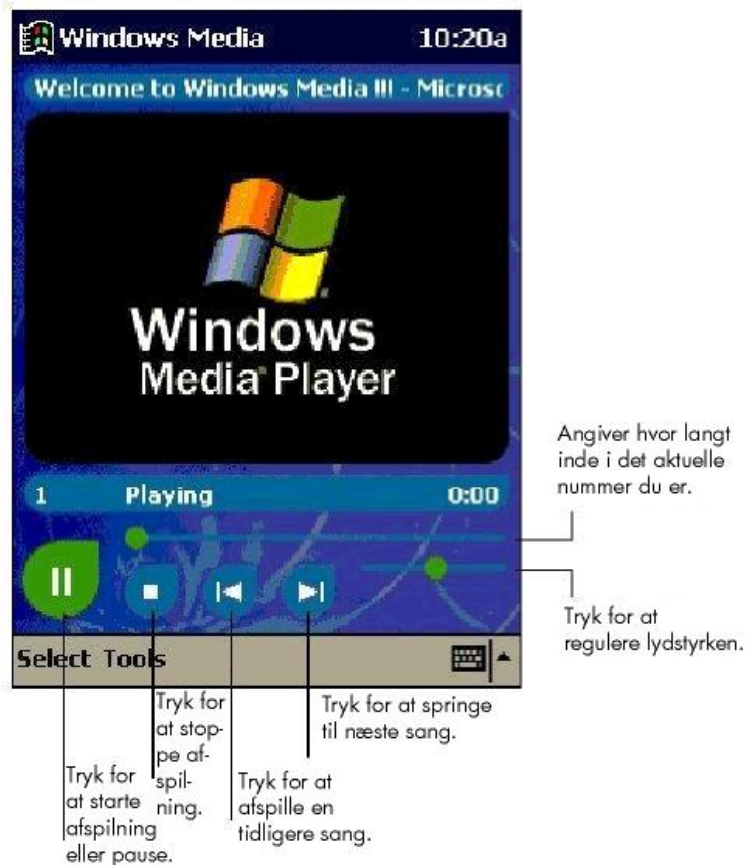 Windows Media 10:20a
Welcome to Windows Media !!! - Microsc
Windows
Media Player
1 Playing 0:00
Select Tools
Angiver hvor langt
inde i det aktuelle
nummer du er.
Tryk for at
regulere lydstyrken.
Tryk for at springe
til næste sang.
Tryk for
at stop-
pe af-
spil-
ning.
Tryk for at
afspille en
tidligere sang.
Tryk for
at starte
afspilning
eller pause.